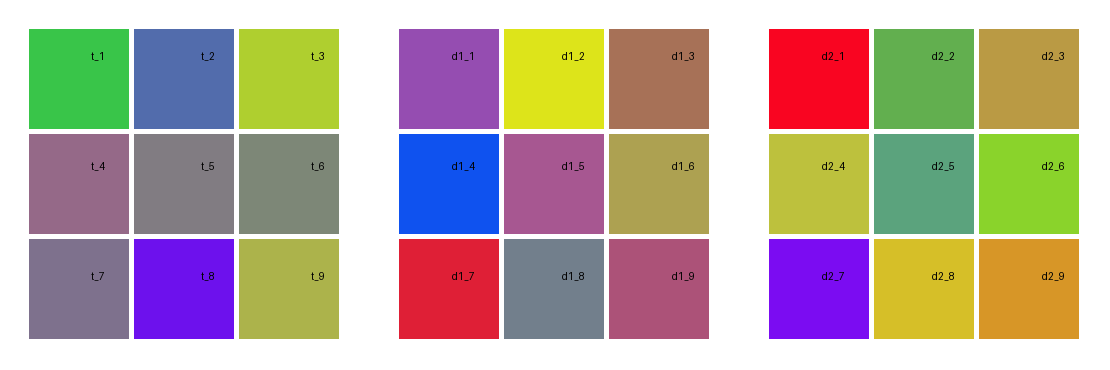 t_1 t_2 t_3 d1_1 d1_2 d1_3 d2_1 d2_2 d2_3
t_4 t_5 t_6 d1_4 d1_5 d1_6 d2_4 d2_5 d2_6
t_7 t_8 t_9 d1_7 d1_8 d1_9 d2_7 d2_8 d2_9